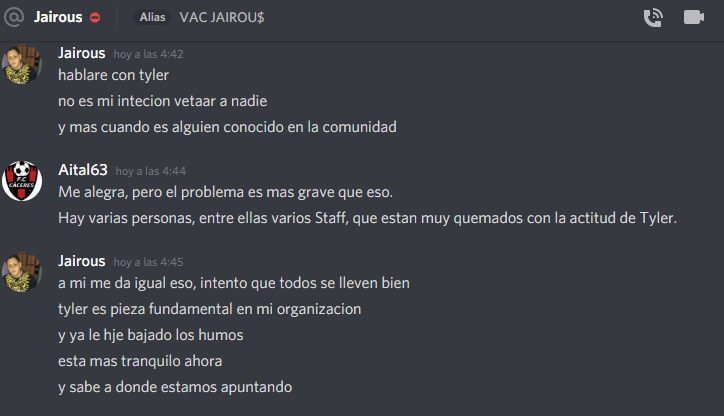 @ Jairous Alias VAC JAIROU$
Jairous hoy a las 4:42
hablare con tyler
no es mi intecion vetaar a nadie
y mas cuando es alguien conocido en la comunidad
Aital63 hoy a las 4:44
F.C
CÁCERES
Me alegra, pero el problema es mas grave que eso.
Hay varias personas, entre ellas varios Staff, que estan muy quemados con la actitud de Tyler.
Jairous hoy a las 4:45
a mi me da igual eso, intento que todos se lleven bien
tyler es pieza fundamental en mi organizacion
y ya le hje bajado los humos
esta mas tranquilo ahora
y sabe a donde estamos apuntando